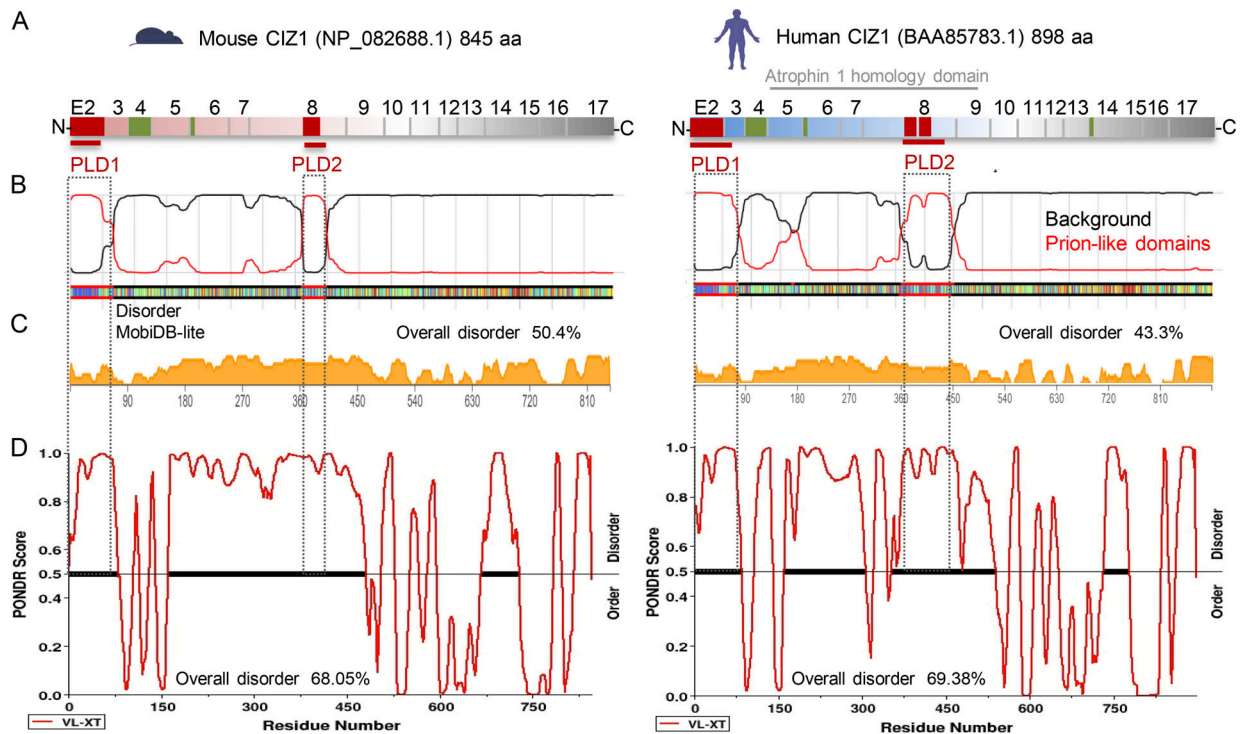 A
Mouse CIZ1 (NP_082688.1) 845 aa
Human CIZ1 (BAA85783.1) 898 aa
Atrophin 1 homology domain
E2 3 4 5 6 7 8 9 10 11 12 13 14 15 16 17
E2 3 4 5 6 7 8 9 10 11 12 13 14 15 16 17
N- -C
N- -C
PLD1 PLD2
PLD1 PLD2
B
Background
Prion-like domains
C
Disorder
MobiDB-lite
Overall disorder 50.4%
Overall disorder 43.3%
90 180 270 360 450 540 630 720 810
90 180 270 360 450 540 630 720 810
D
PONDR Score
1.0
0.8
0.6
0.5
0.4
0.2
0.0
Disorder
Order
Overall disorder 68.05%
0 150 300 450 600 750
Residue Number
VL-XT
PONDR Score
1.0
0.8
0.6
0.5
0.4
0.2
0.0
Disorder
Order
Overall disorder 69.38%
0 150 300 450 600 750
Residue Number
VL-XT